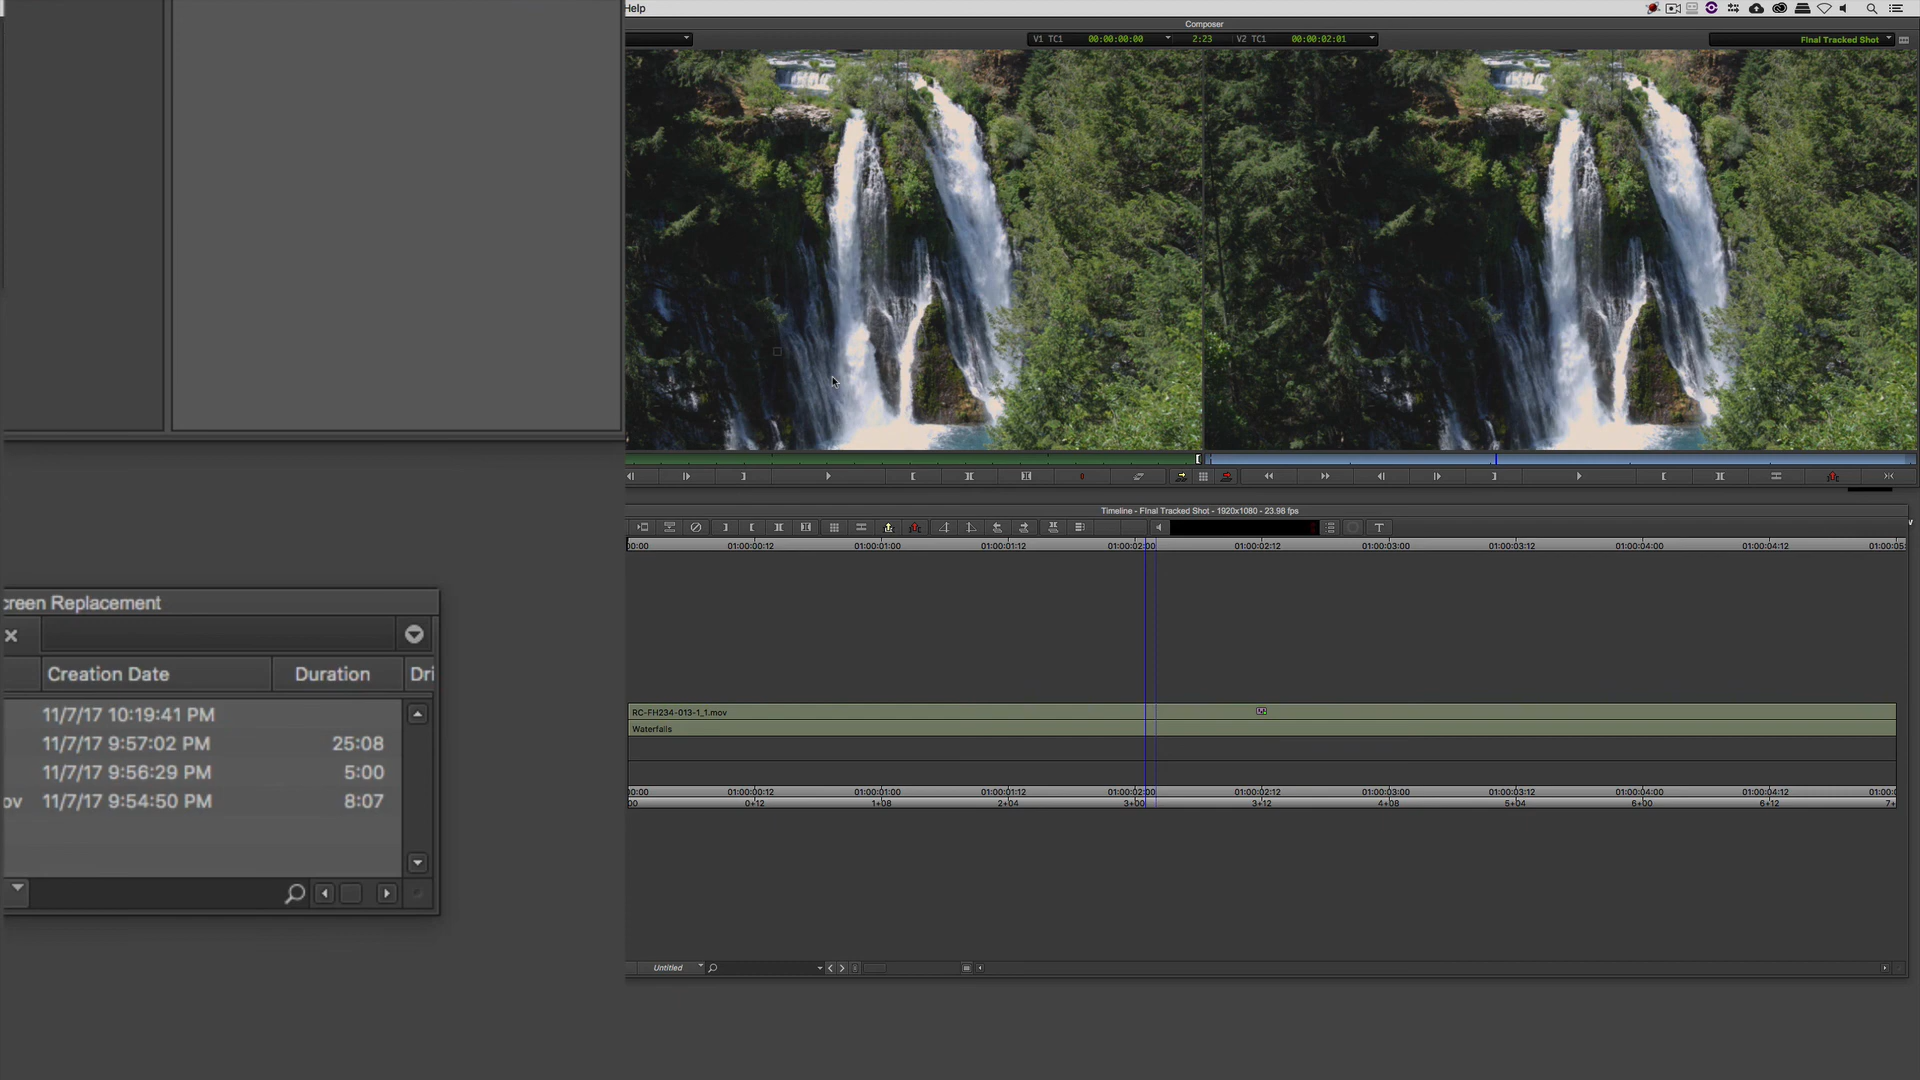 Help
Composer
V1 TC1 00:00:00:00 2:23 V2 TC1 00:00:02:01
FInal Tracked Shot
Timeline - FInal Tracked Shot - 1920x1080 - 23.98 fps
T
00:00 01:00:00:12 01:00:01:00 01:00:01:12 01:00:02:00 01:00:02:12 01:00:03:00 01:00:03:12 01:00:04:00 01:00:04:12 01:00:05:
creen Replacement
Creation Date Duration Dri
11/7/17 10:19:41 PM
11/7/17 9:57:02 PM 25:08
11/7/17 9:56:29 PM 5:00
ov 11/7/17 9:54:50 PM 8:07
RC-FH234-013-1_1.mov
Waterfalls
00:00 01:00:00:12 01:00:01:00 01:00:01:12 01:00:02:00 01:00:02:12 01:00:03:00 01:00:03:12 01:00:04:00 01:00:04:12 01:00:0
00 0+12 1+08 2+04 3+00 3+12 4+08 5+04 6+00 6+12 7+
Untitled